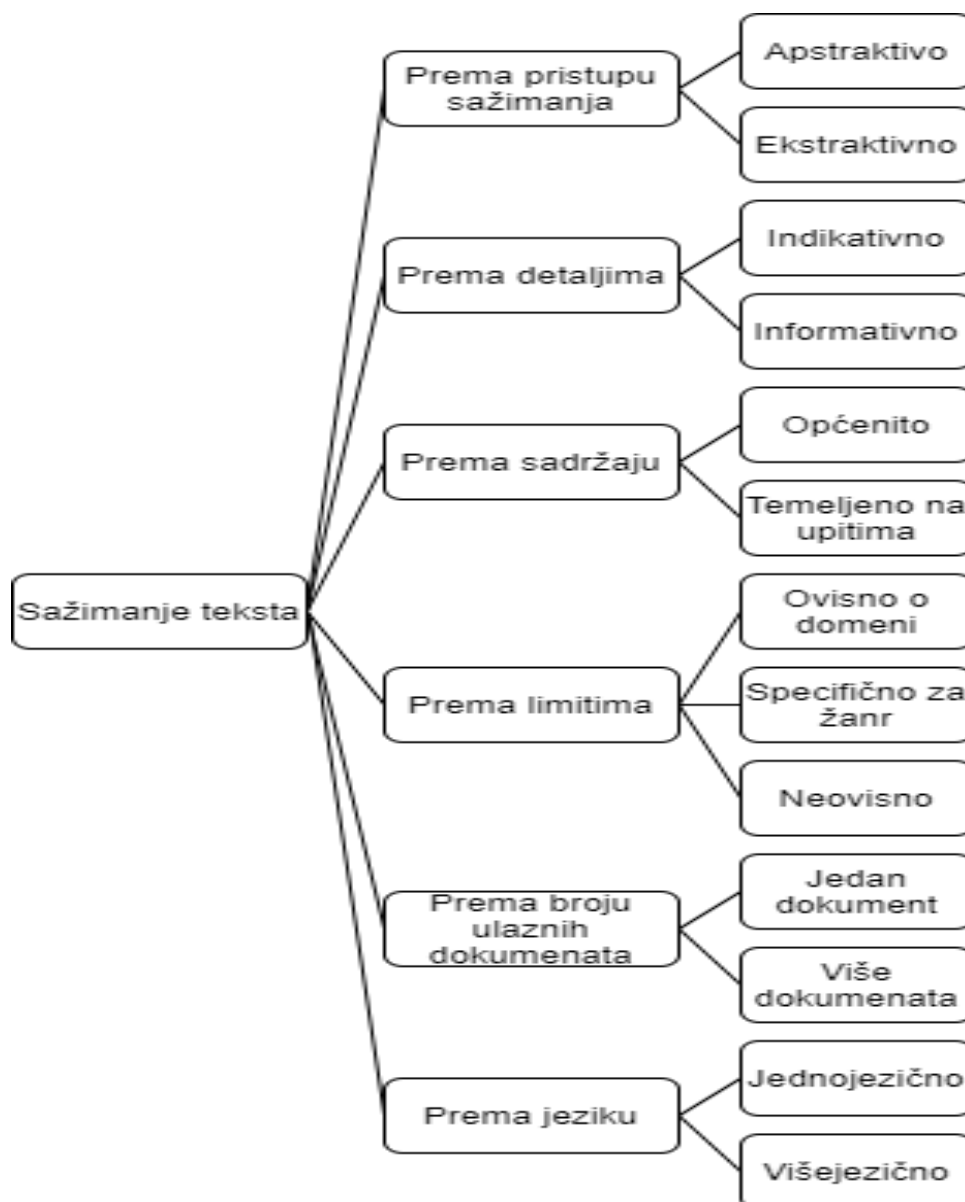 Sažimanje teksta
Prema pristupu
sažimanja
Apstraktivo
Ekstraktivno
Prema detaljima
Indikativno
Informativno
Prema sadržaju
Općenito
Temeljeno na
upitima
Prema limitima
Ovisno o
domeni
Specifično za
žanr
Neovisno
Prema broju
ulaznih
dokumenata
Jedan
dokument
Više
dokumenata
Prema jeziku
Jednojezično
Višejezično